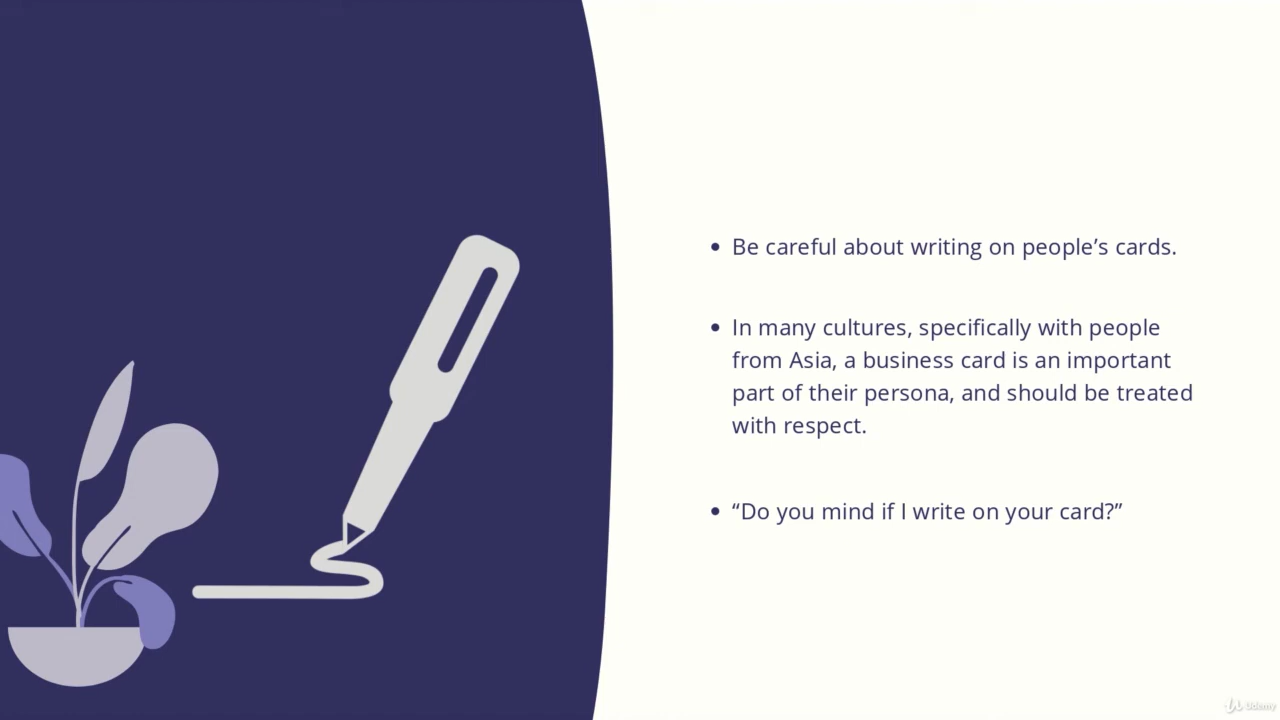 Be careful about writing on people’s cards.
In many cultures, specifically with people
from Asia, a business card is an important
part of their persona, and should be treated
with respect.
“Do you mind if I write on your card?”
Udemy